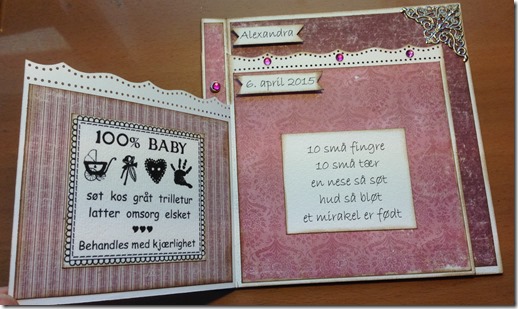 100% BABY
søt kos gråt trilletur
latter omsorg elsket
Behandles med kjærlighet
Alexandra
6. april 2015
10 små fingre
10 små tær
en nese så søt
hud så bløt
et mirakel er født